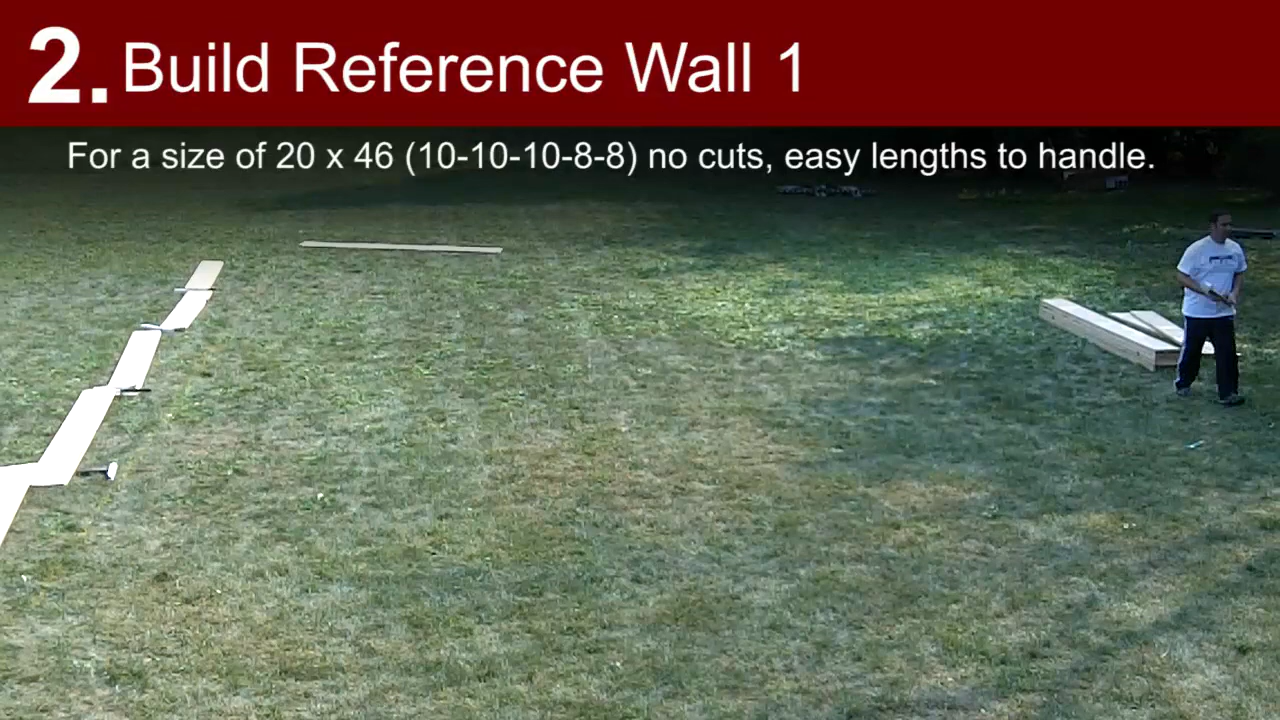 2. Build Reference Wall 1
For a size of 20 x 46 (10-10-10-8-8) no cuts, easy lengths to handle.